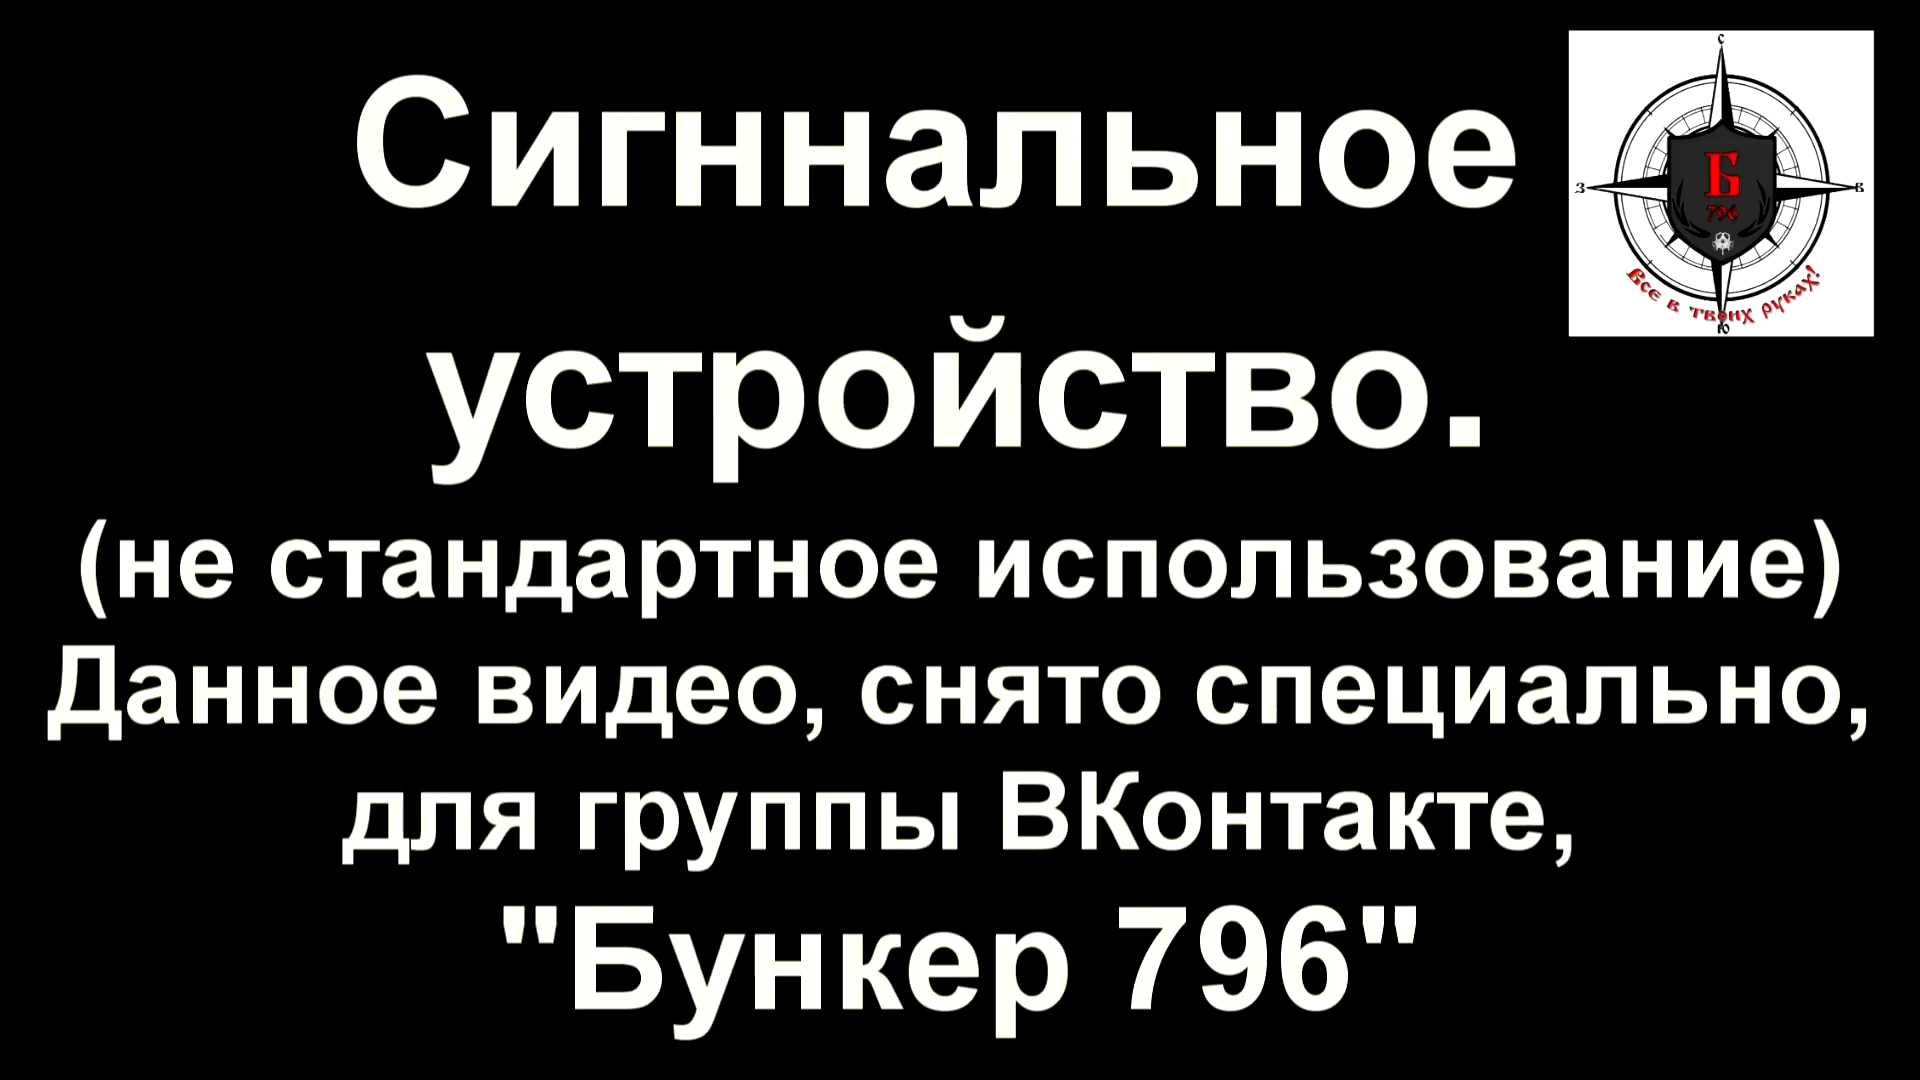 Сигннальное
устройство.
(не стандартное использование)
Данное видео, снято специально,
для группы ВКонтакте,
"Бункер 796"
С
З
В
Б
796
Все в твоих руках!
Ю